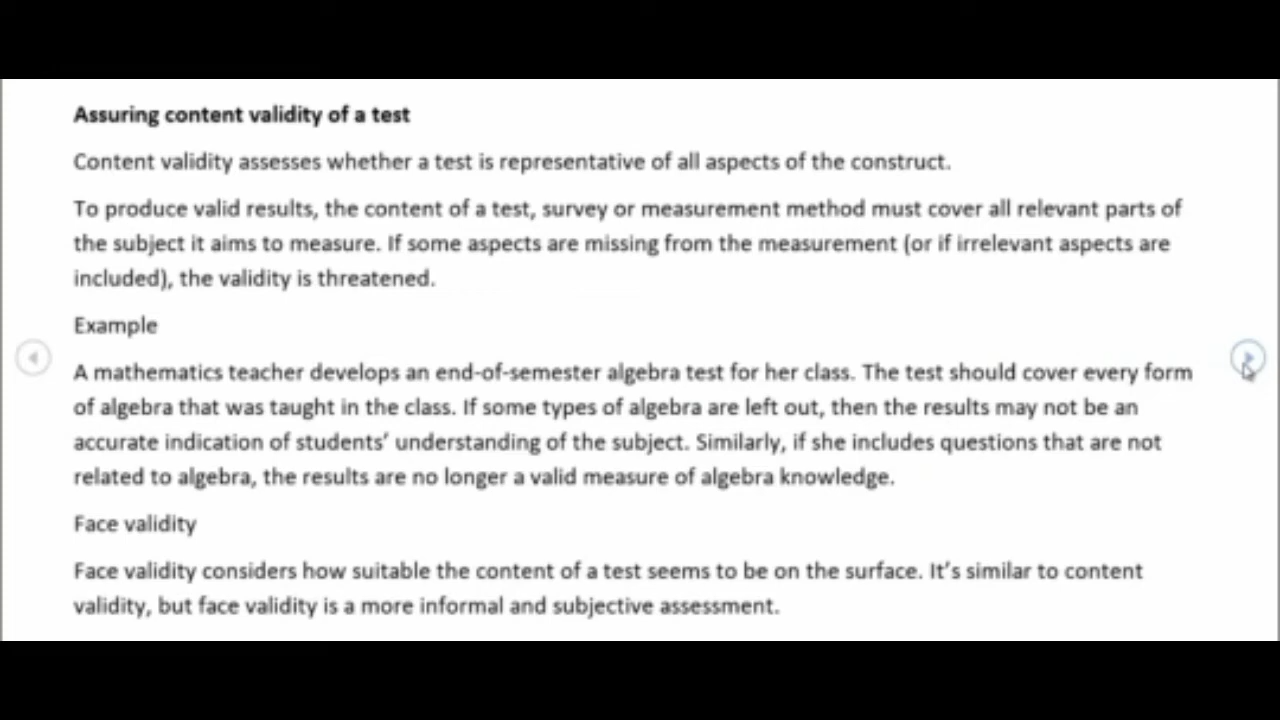 Assuring content validity of a test
Content validity assesses whether a test is representative of all aspects of the construct.
To produce valid results, the content of a test, survey or measurement method must cover all relevant parts of
the subject it aims to measure. If some aspects are missing from the measurement (or if irrelevant aspects are
included), the validity is threatened.
Example
A mathematics teacher develops an end-of-semester algebra test for her class. The test should cover every form
of algebra that was taught in the class. If some types of algebra are left out, then the results may not be an
accurate indication of students’ understanding of the subject. Similarly, if she includes questions that are not
related to algebra, the results are no longer a valid measure of algebra knowledge.
Face validity
Face validity considers how suitable the content of a test seems to be on the surface. It’s similar to content
validity, but face validity is a more informal and subjective assessment.